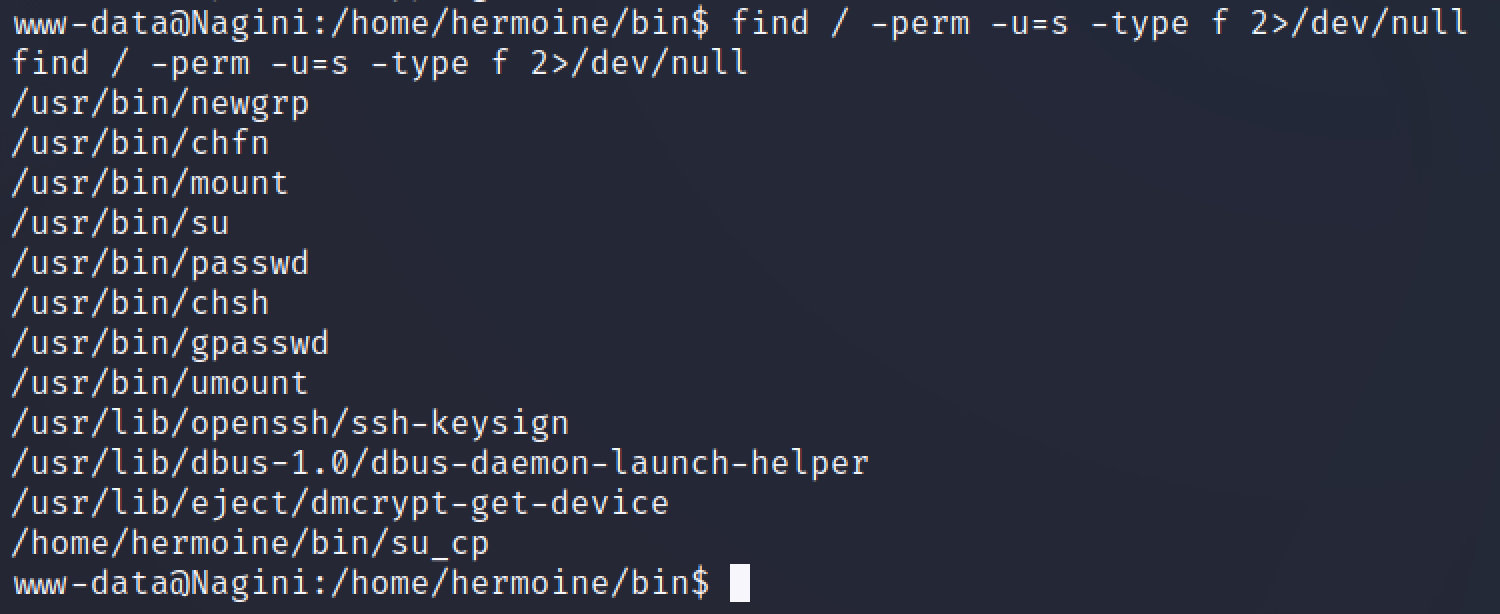 www-data@Nagini:/home/hermoine/bin$ find / -perm -u=s -type f 2>/dev/null
find / -perm -u=s -type f 2>/dev/null
/usr/bin/newgrp
/usr/bin/chfn
/usr/bin/mount
/usr/bin/su
/usr/bin/passwd
/usr/bin/chsh
/usr/bin/gpasswd
/usr/bin/umount
/usr/lib/openssh/ssh-keysign
/usr/lib/dbus-1.0/dbus-daemon-launch-helper
/usr/lib/eject/dmcrypt-get-device
/home/hermoine/bin/su_cp
www-data@Nagini:/home/hermoine/bin$